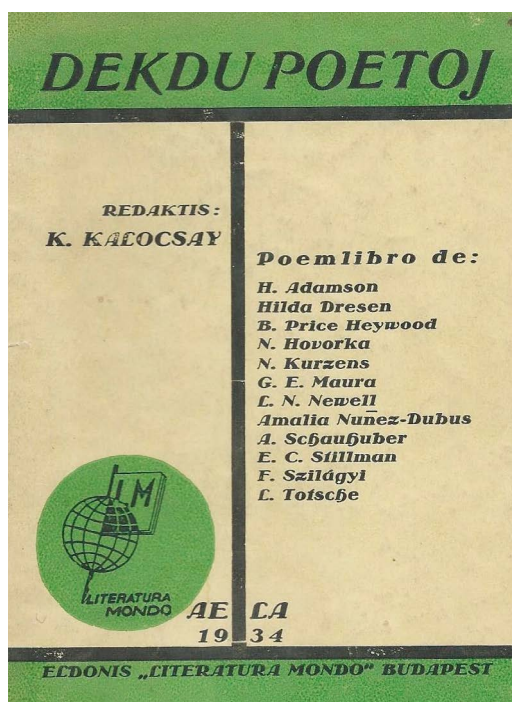 DEKDU POETOJ
REDAKTIS:
K. KALOCSAY
Poemlibro de:
H. Adamson
Hilda Dresen
B. Price Heywood
N. Hovorka
N. Kurzens
G. E. Maura
L. N. Newell
Amalia Nuñez-Dubus
A. Schauhuber
E. C. Stillman
F. Szilágyi
L. Totsche
LM
LITERATURA
MONDO
AE LA
19 34
ELDONIS „LITERATURA MONDO" BUDAPEST